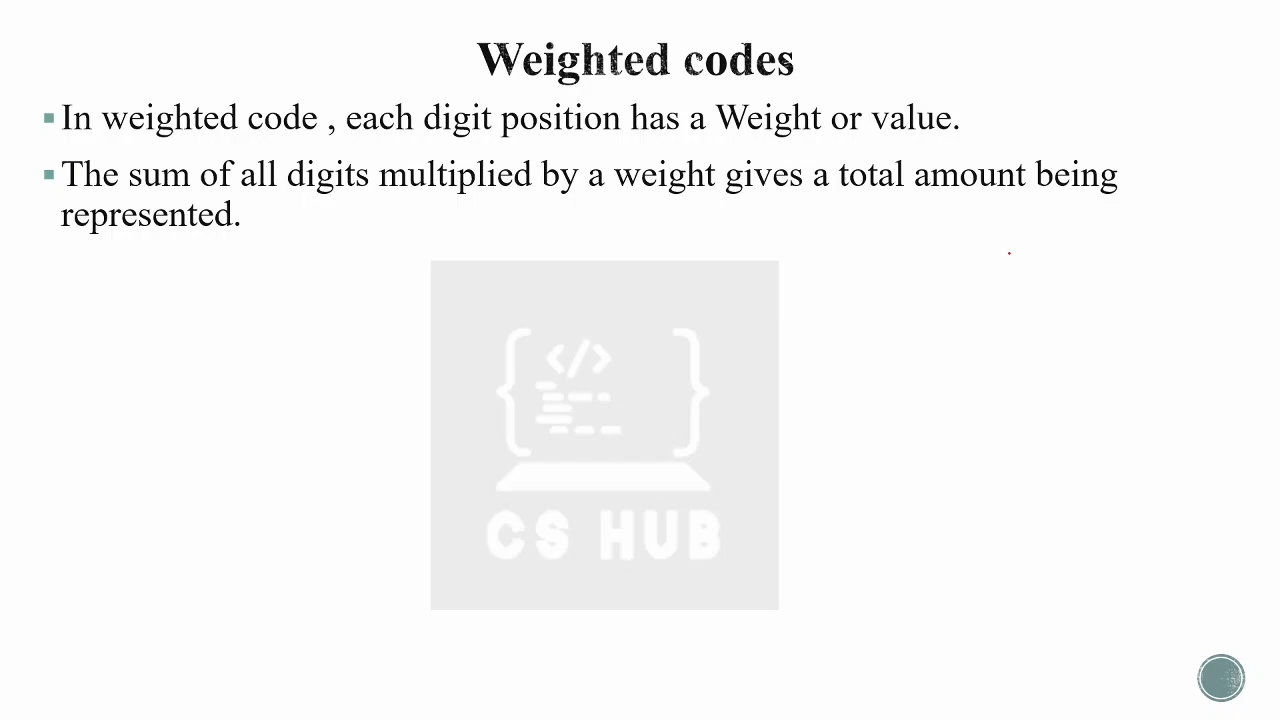 Weighted codes
In weighted code , each digit position has a Weight or value.
The sum of all digits multiplied by a weight gives a total amount being
represented.
</>
CS HUB